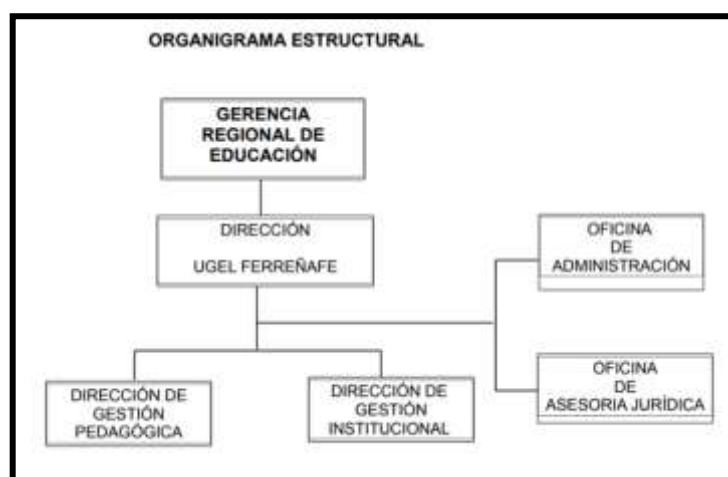 ORGANIGRAMA ESTRUCTURAL
GERENCIA
REGIONAL DE
EDUCACIÓN
DIRECCIÓN
UGEL FERREÑAFE
OFICINA
DE
ADMINISTRACIÓN
DIRECCIÓN DE
GESTIÓN
PEDAGÓGICA
DIRECCIÓN DE
GESTIÓN
INSTITUCIONAL
OFICINA
DE
ASESORIA JURÍDICA